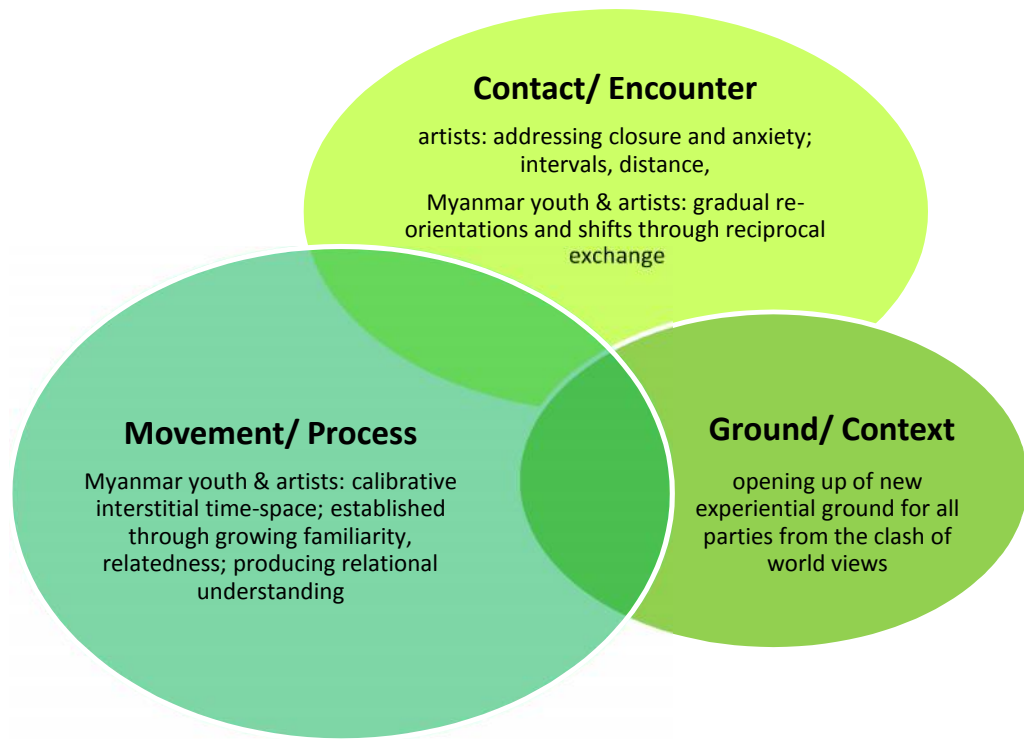 Contact/ Encounter
artists: addressing closure and anxiety;
intervals, distance,
Myanmar youth & artists: gradual re-
orientations and shifts through reciprocal
exchange
Movement/ Process
Myanmar youth & artists: calibrative
interstitial time-space; established
through growing familiarity,
relatedness; producing relational
understanding
Ground/ Context
opening up of new
experiential ground for all
parties from the clash of
world views